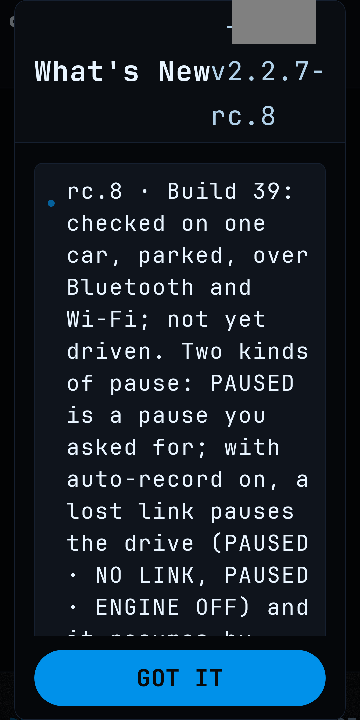 What's New v2.2.7-
rc.8
• rc.8 · Build 39:
checked on one
car, parked, over
Bluetooth and
Wi-Fi; not yet
driven. Two kinds
of pause: PAUSED
is a pause you
asked for; with
auto-record on, a
lost link pauses
the drive (PAUSED
· NO LINK, PAUSED
· ENGINE OFF) and
GOT IT